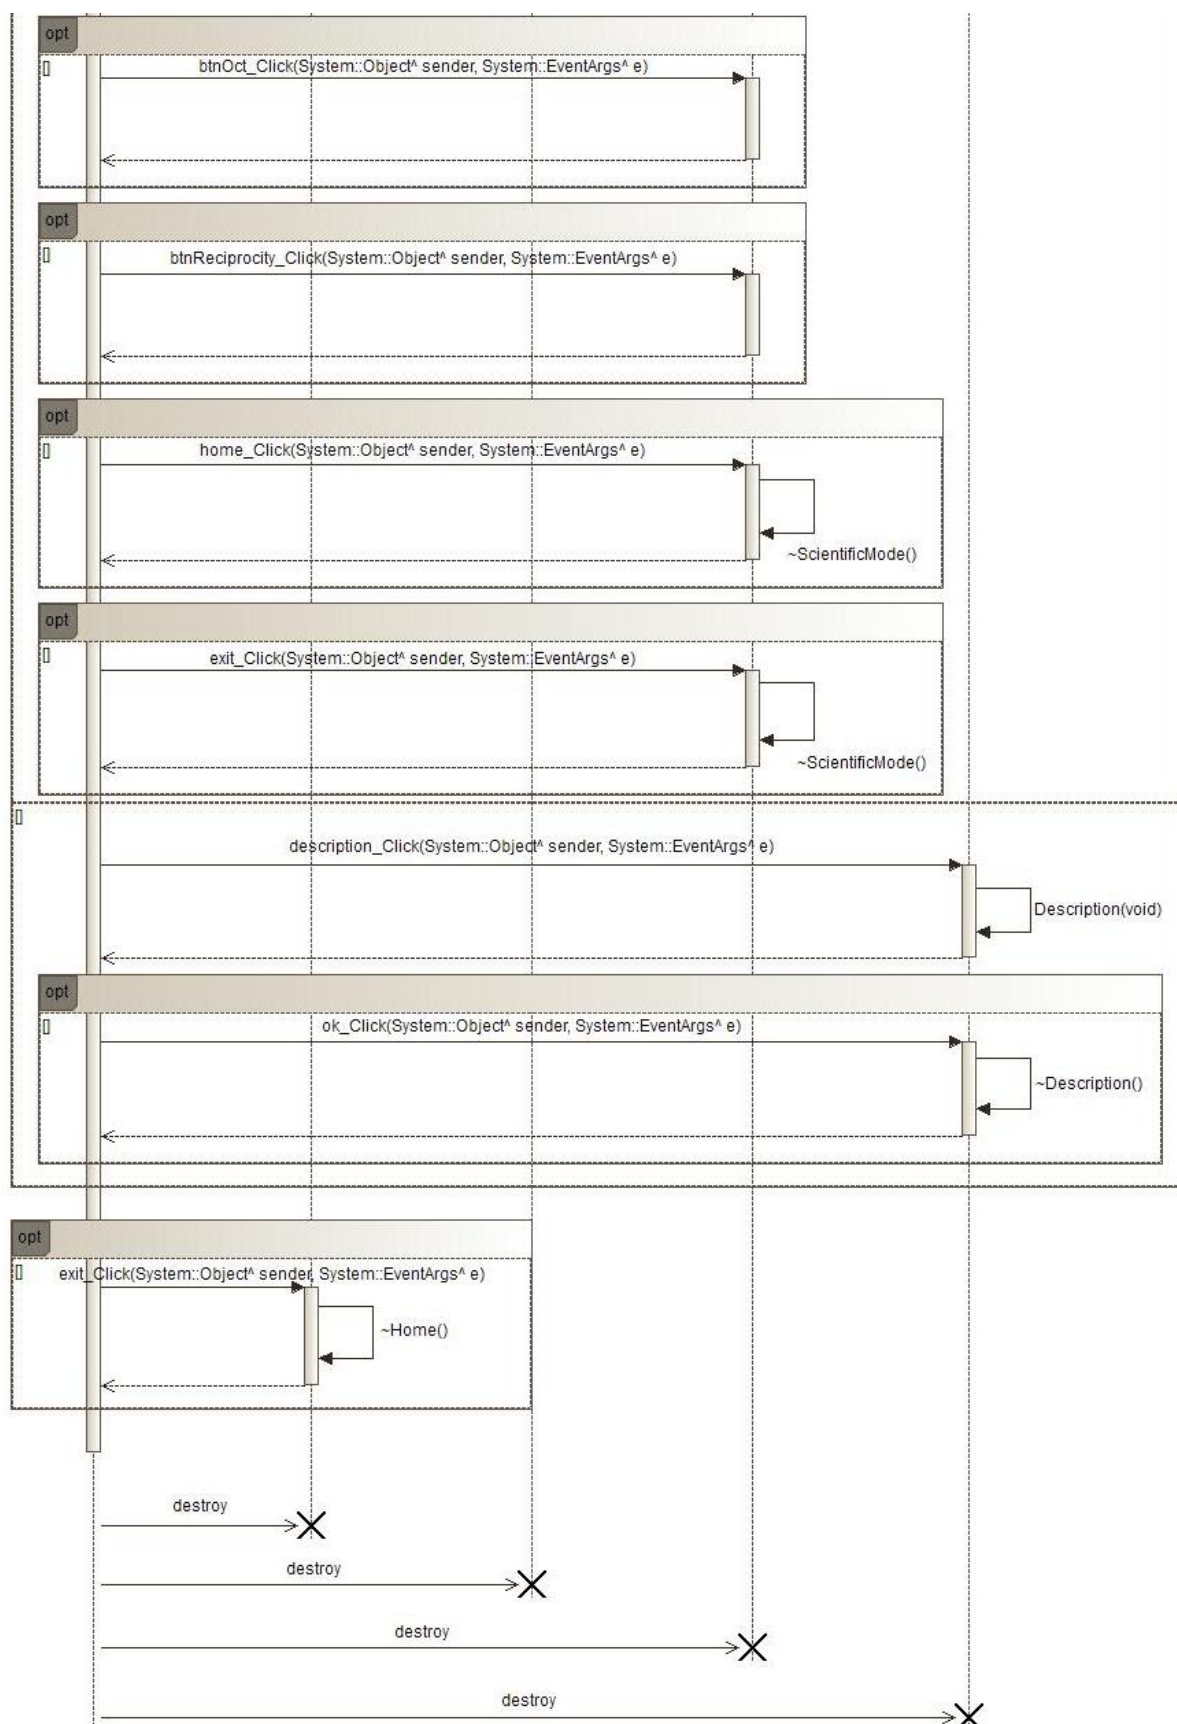 opt
[]
btnOct_Click(System::Object^ sender, System::EventArgs^ e)
opt
[]
btnReciprocity_Click(System::Object^ sender, System::EventArgs^ e)
opt
[]
home_Click(System::Object^ sender, System::EventArgs^ e)
~ScientificMode()
opt
[]
exit_Click(System::Object^ sender, System::EventArgs^ e)
~ScientificMode()
[]
description_Click(System::Object^ sender, System::EventArgs^ e)
Description(void)
opt
[]
ok_Click(System::Object^ sender, System::EventArgs^ e)
~Description()
opt
[]
exit_Click(System::Object^ sender, System::EventArgs^ e)
~Home()
destroy
destroy
destroy
destroy